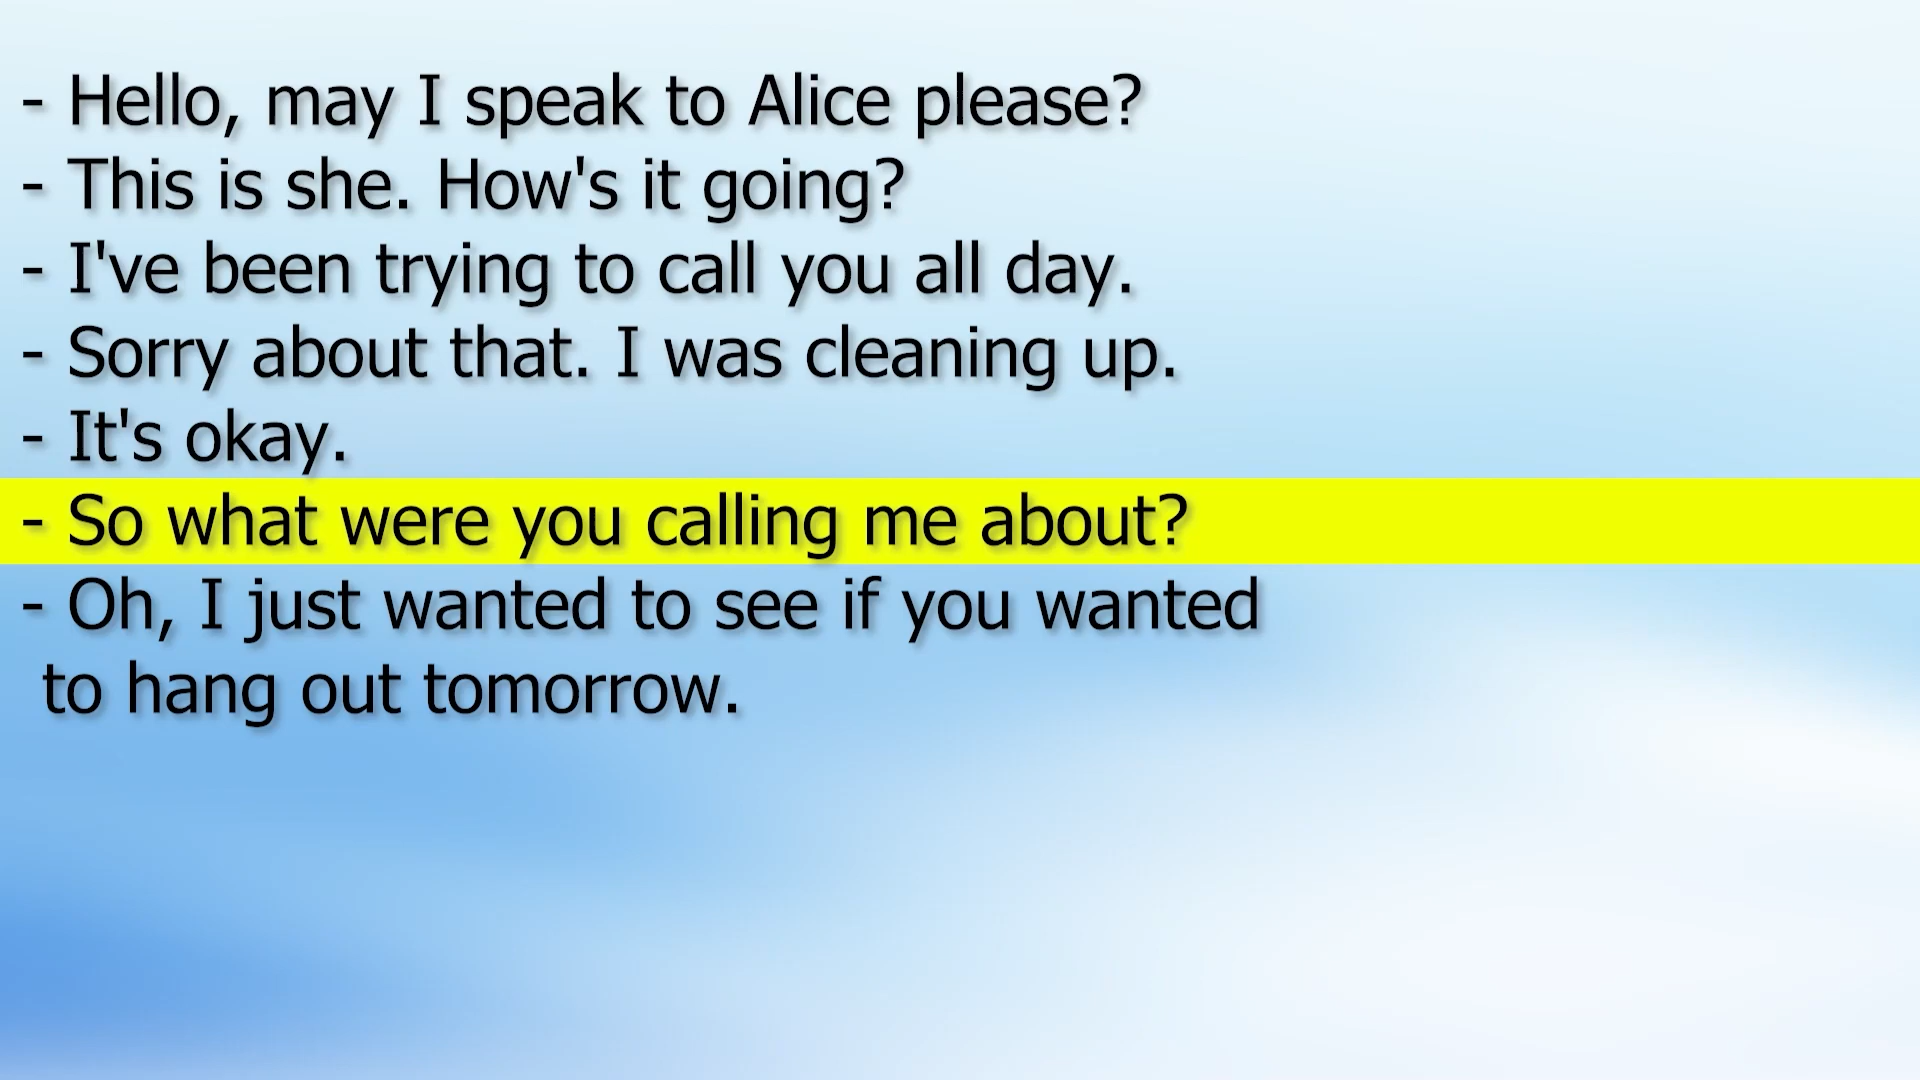 - Hello, may I speak to Alice please?
- This is she. How's it going?
- I've been trying to call you all day.
- Sorry about that. I was cleaning up.
- It's okay.
- So what were you calling me about?
- Oh, I just wanted to see if you wanted
to hang out tomorrow.